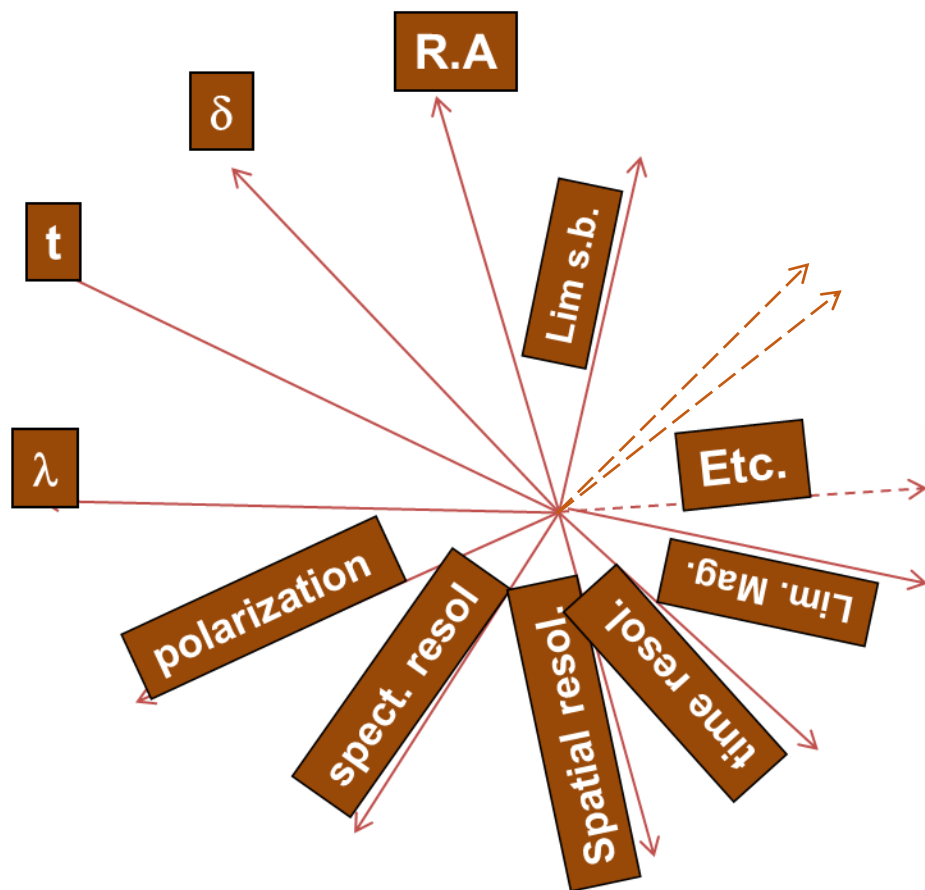 R.A
δ
t
λ
Lim s.b.
Etc.
Lim. Mag.
polarization
spect. resol
Spatial resol.
time resol.